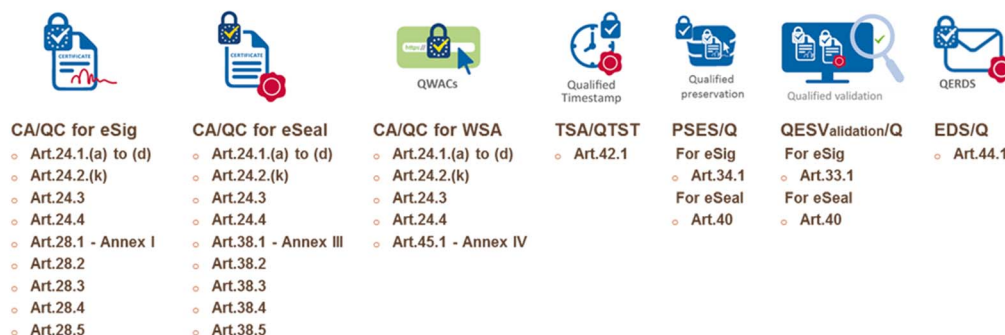 CERTIFICATE
CERTIFICATE
https://
QWACs
Qualified
Timestamp
Qualified
preservation
Qualified validation
QERDS
CA/QC for eSig
Art.24.1.(a) to (d)
Art.24.2.(k)
Art.24.3
Art.24.4
Art.28.1 - Annex I
Art.28.2
Art.28.3
Art.28.4
Art.28.5
CA/QC for eSeal
Art.24.1.(a) to (d)
Art.24.2.(k)
Art.24.3
Art.24.4
Art.38.1 - Annex III
Art.38.2
Art.38.3
Art.38.4
Art.38.5
CA/QC for WSA
Art.24.1.(a) to (d)
Art.24.2.(k)
Art.24.3
Art.24.4
Art.45.1 - Annex IV
TSA/QTST
Art.42.1
PSES/Q
For eSig
Art.34.1
For eSeal
Art.40
QESValidation/Q
For eSig
Art.33.1
For eSeal
Art.40
EDS/Q
Art.44.1